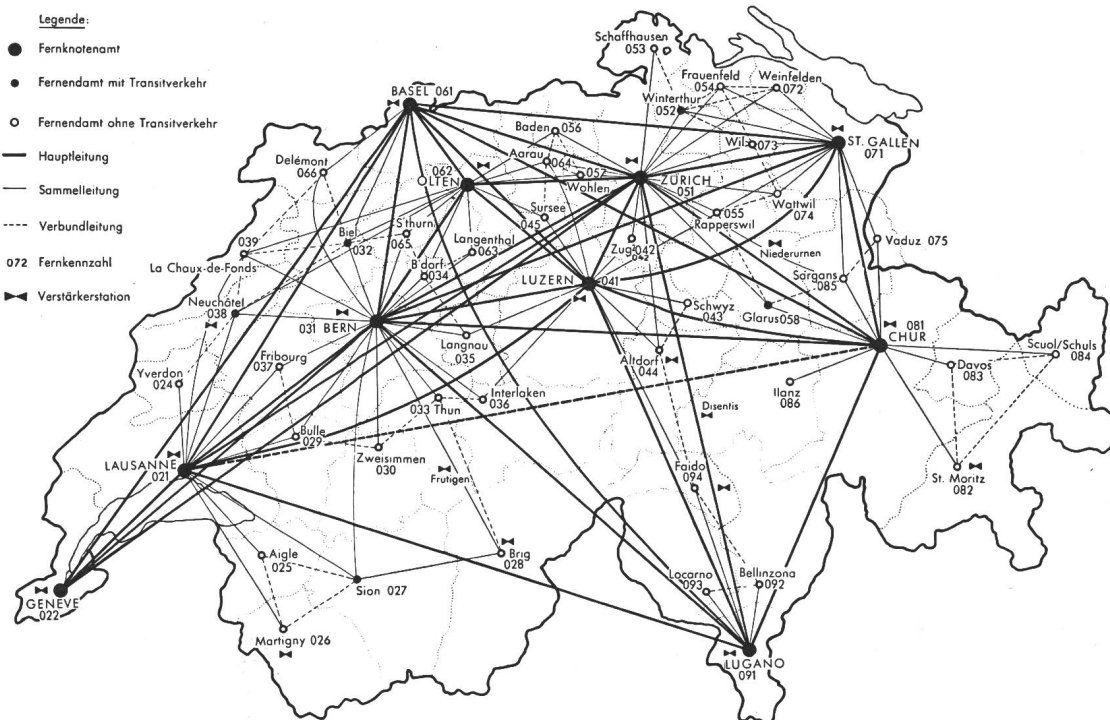 Legende:
Fernknotenamt
Fernendamt mit Transitverkehr
Fernendamt ohne Transitverkehr
Hauptleitung
Sammelleitung
Verbundleitung
072 Fernkennzahl
Verstärkerstation
Schaffhausen
053
Frauenfeld
054
Weinfelden
072
Winterthur
052
BASEL 061
Baden 056
Wil 073
ST. GALLEN
071
Aarau
064
057
Wohlen
ZÜRICH
051
Delémont
066
062
OLTEN
Wattwil
074
055
Rapperswil
Sursee
045
S'thurn
065
Biel
032
Langenthal
063
Zug 042
042
Niederurnen
Vaduz 075
039
La Chaux-de-Fonds
B'dorf
034
Sargans
085
LUZERN 041
Schwyz
043
Glarus 058
Neuchâtel
038
031 BERN
Langnau
035
081
CHUR
Scuol/Schuls
084
Altdorf
044
Davos
083
Fribourg
037
Yverdon
024
033 Thun
Interlaken
036
Ilanz
086
Disentis
Bulle
029
Zweisimmen
030
LAUSANNE
021
Frutigen
Faido
094
St. Moritz
082
Brig
028
Aigle
025
Sion 027
Locarno
093
Bellinzona
092
GENEVE
022
Martigny 026
LUGANO
091